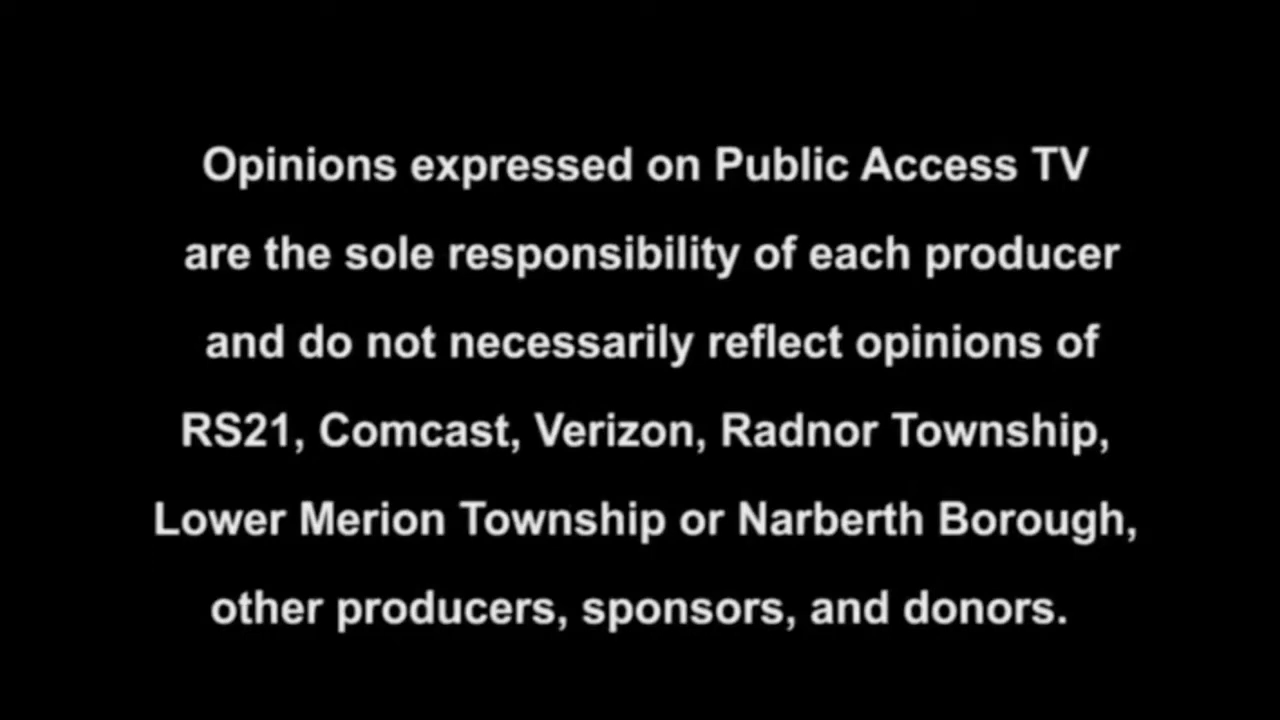 Opinions expressed on Public Access TV
are the sole responsibility of each producer
and do not necessarily reflect opinions of
RS21, Comcast, Verizon, Radnor Township,
Lower Merion Township or Narberth Borough,
other producers, sponsors, and donors.